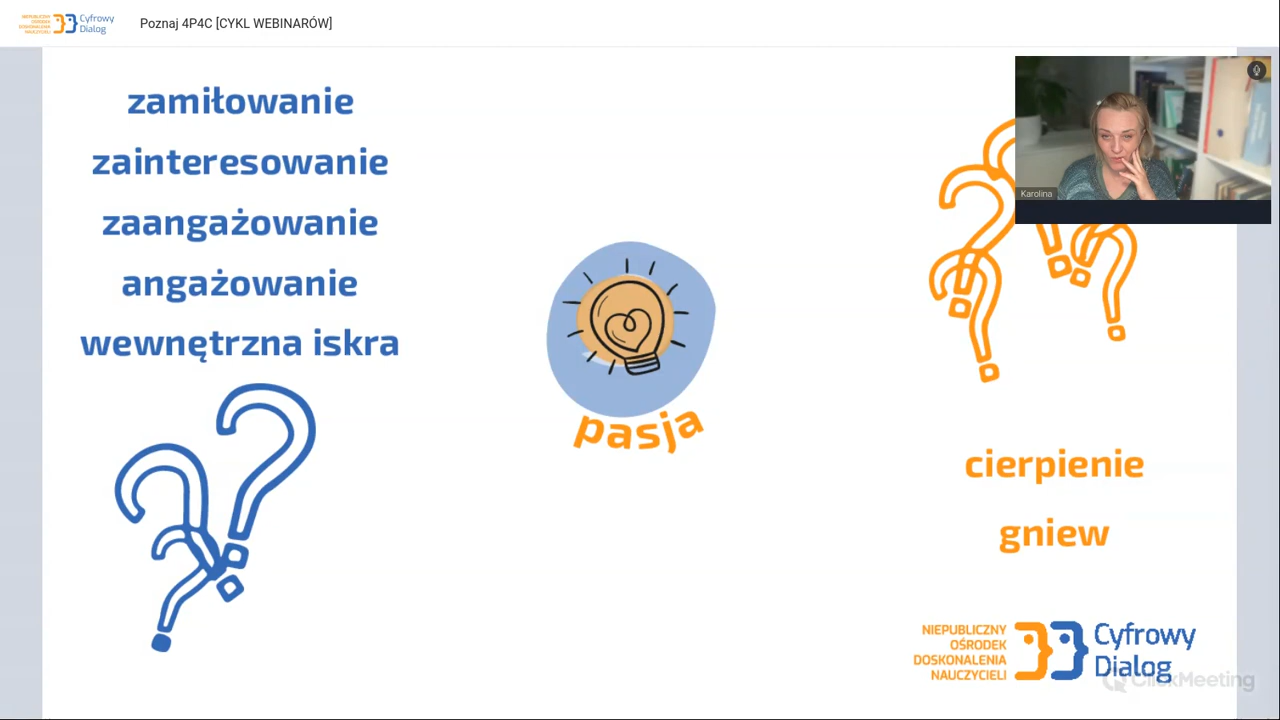 NIEPUBLICZNY
OŚRODEK
DOSKONALENIA
NAUCZYCIELI
Cyfrowy
Dialog
Poznaj 4P4C [CYKL WEBINARÓW]
zamiłowanie
zainteresowanie
zaangażowanie
angażowanie
wewnętrzna iskra
pasja
Karolina
cierpienie
gniew
NIEPUBLICZNY
OŚRODEK
DOSKONALENIA
NAUCZYCIELI
Cyfrowy
Dialog
ClickMeeting